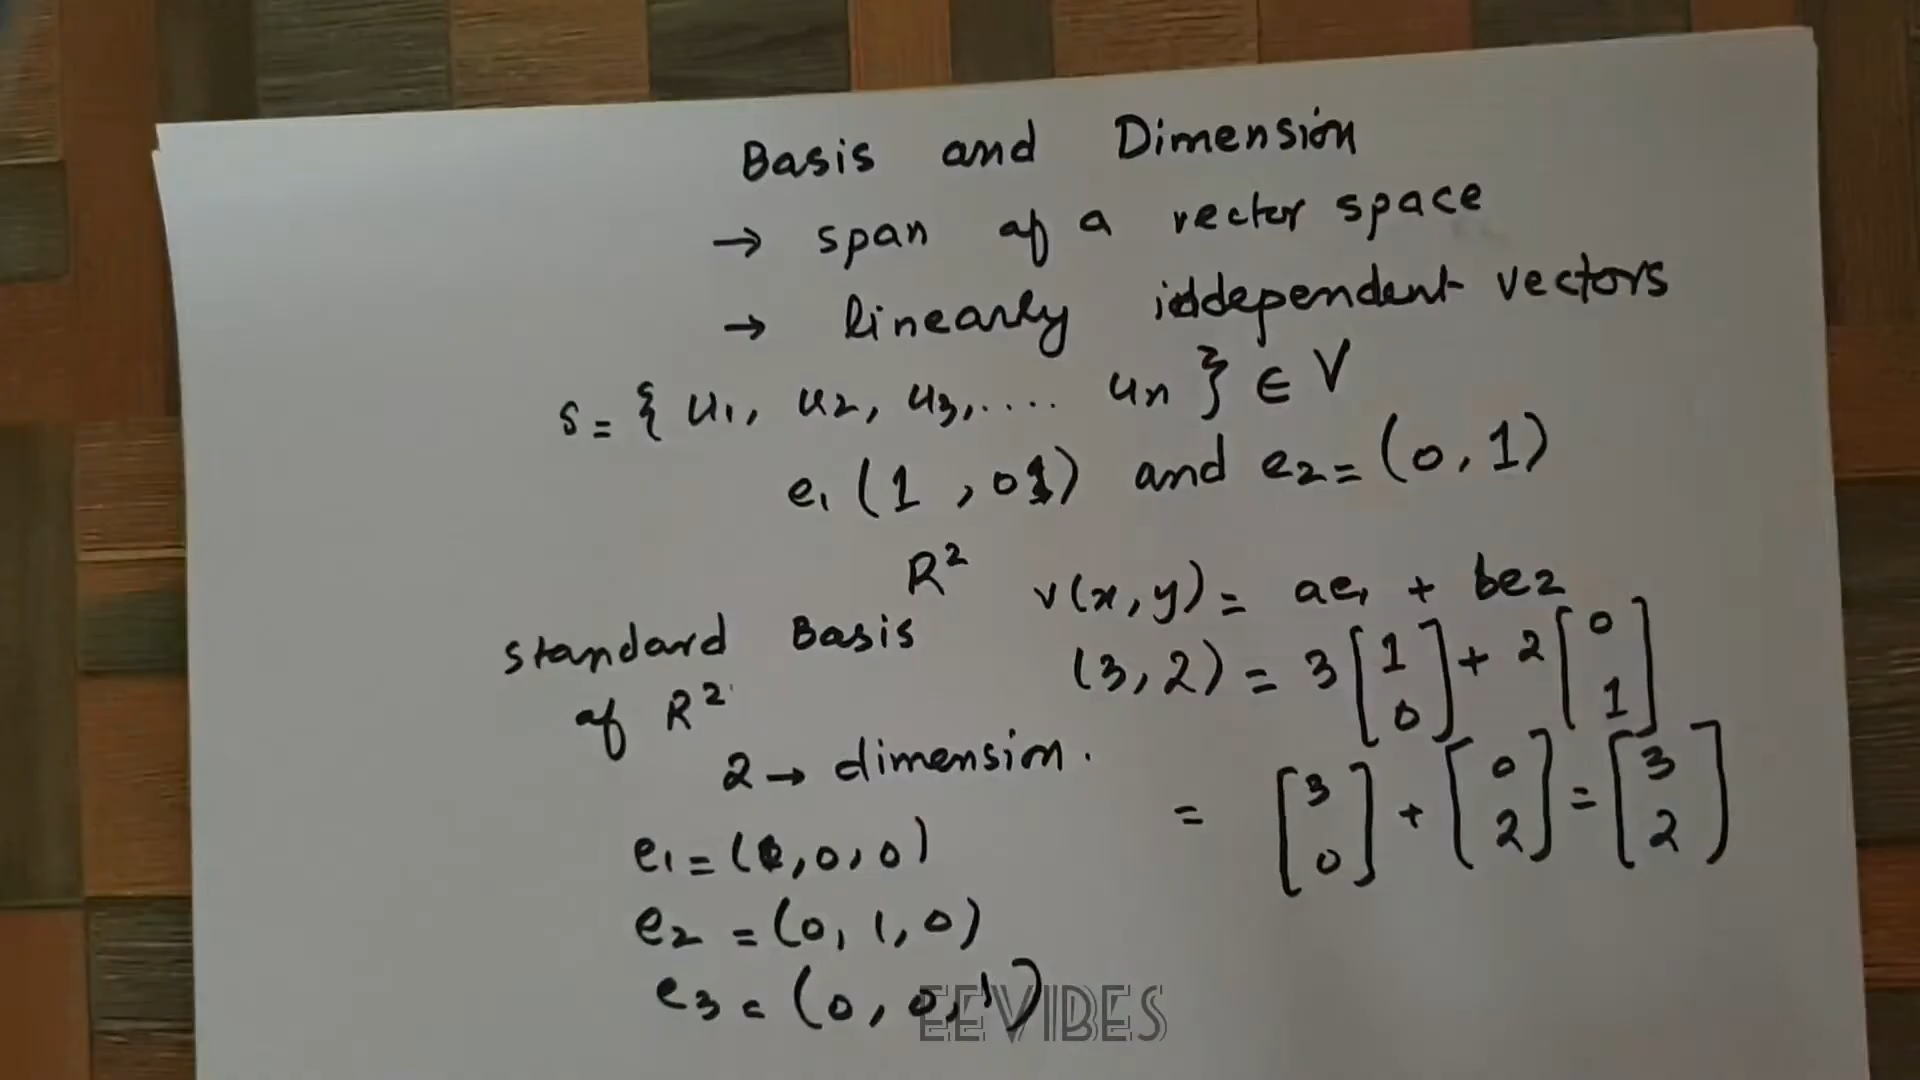 Basis and Dimension
→ span of a vector space
→ linearly iddependent vectors
S = { u1, u2, u3, .... un } ∈ V
e1 (1 , 0) and e2 = (0, 1)
R²
v(x, y) = ae1 + be2
standard Basis
of R²
(3, 2) = 3 [1 0] + 2 [0 1]
2 → dimension.
= [3 0] + [0 2] = [3 2]
e1 = (1, 0, 0)
e2 = (0, 1, 0)
e3 = (0, 0, 1)
EEVIBES